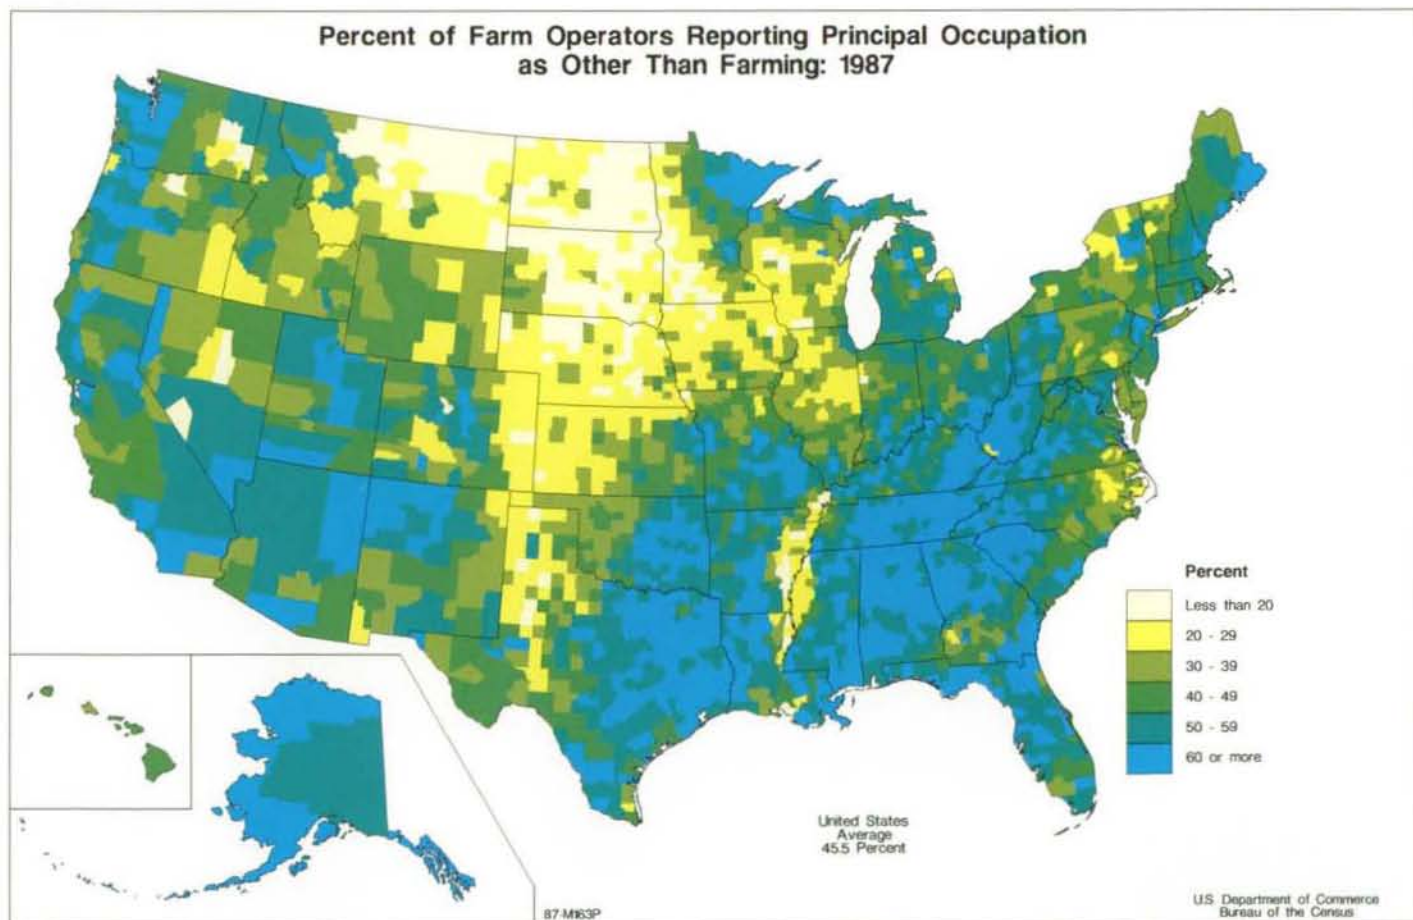 Percent of Farm Operators Reporting Principal Occupation
as Other Than Farming: 1987
Percent
Less than 20
20 - 29
30 - 39
40 - 49
50 - 59
60 or more
United States
Average
45.5 Percent
87-M163P
U.S. Department of Commerce
Bureau of the Census